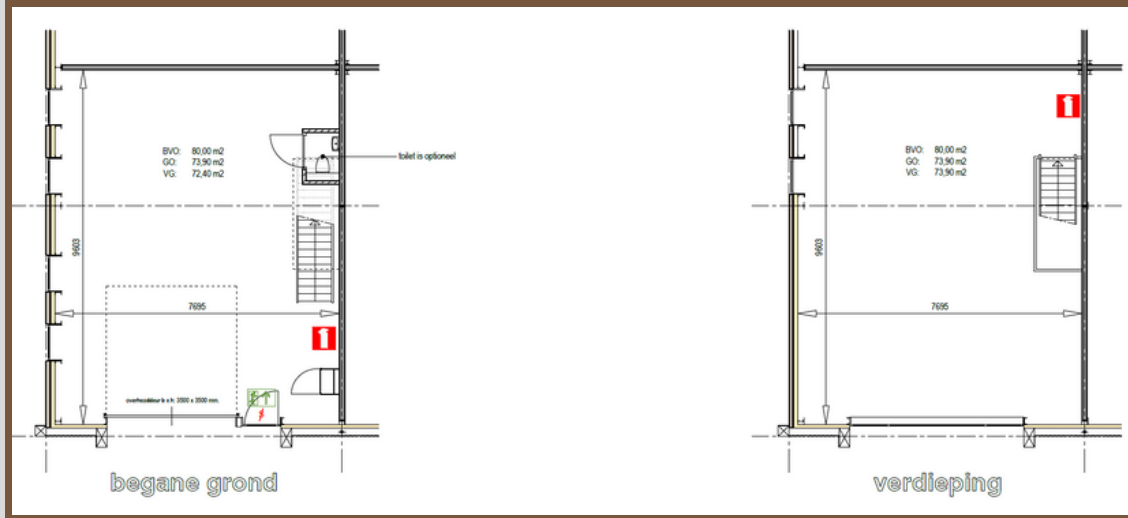 BVO: 80,00 m2
GO: 73,90 m2
VG: 72,40 m2
toilet is optioneel
9603
7695
overheaddeur b x h: 3500 x 3500 mm.
begane grond
BVO: 80,00 m2
GO: 73,90 m2
VG: 73,90 m2
9603
7695
verdieping